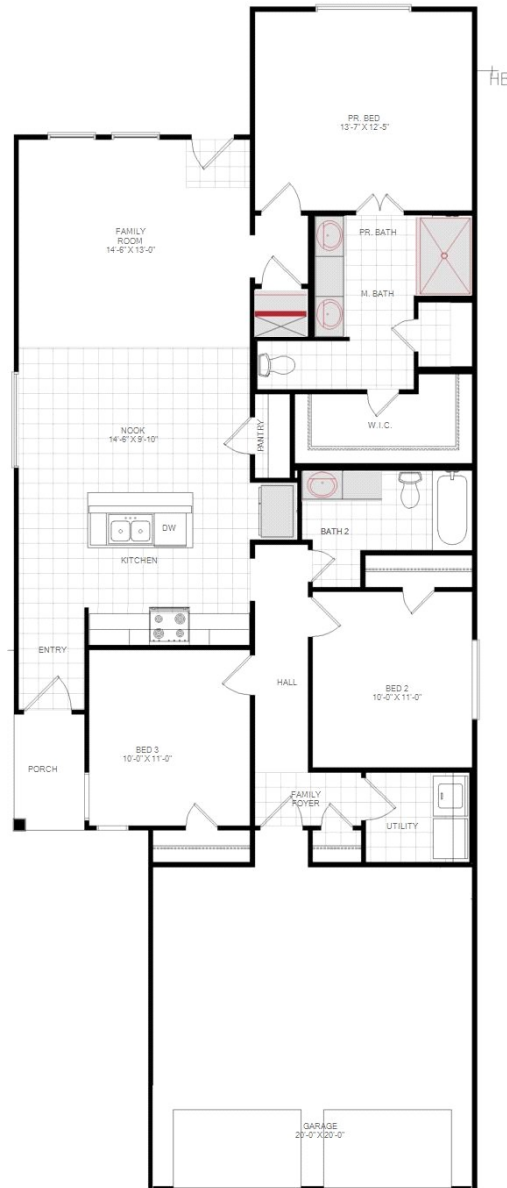 PR. BED
13'-7" X 12'-5"
HE
FAMILY
ROOM
14'-6" X 13'-0"
PR. BATH
M. BATH
W.I.C.
NOOK
14'-6" X 9'-10"
PANTRY
DW
KITCHEN
BATH 2
ENTRY
HALL
BED 2
10'-0" X 11'-0"
BED 3
10'-0" X 11'-0"
PORCH
FAMILY
FOYER
UTILITY
GARAGE
20'-0" X 20'-0"